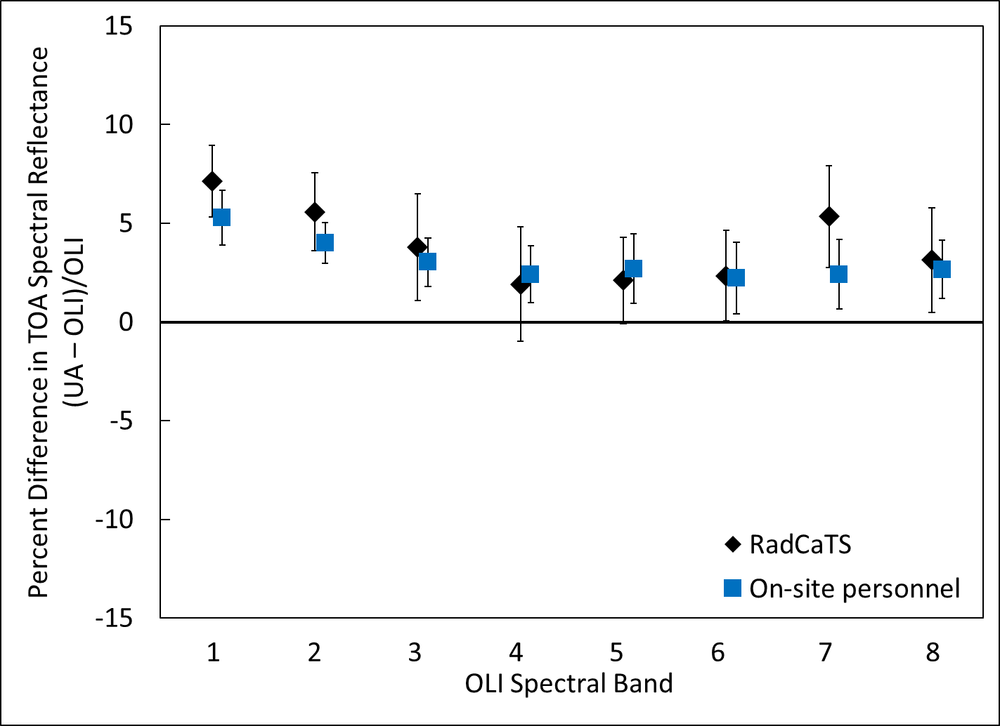 Percent Difference in TOA Spectral Reflectance
(UA – OLI)/OLI
15
10
5
0
-5
-10
-15
RadCaTS
On-site personnel
1 2 3 4 5 6 7 8
OLI Spectral Band